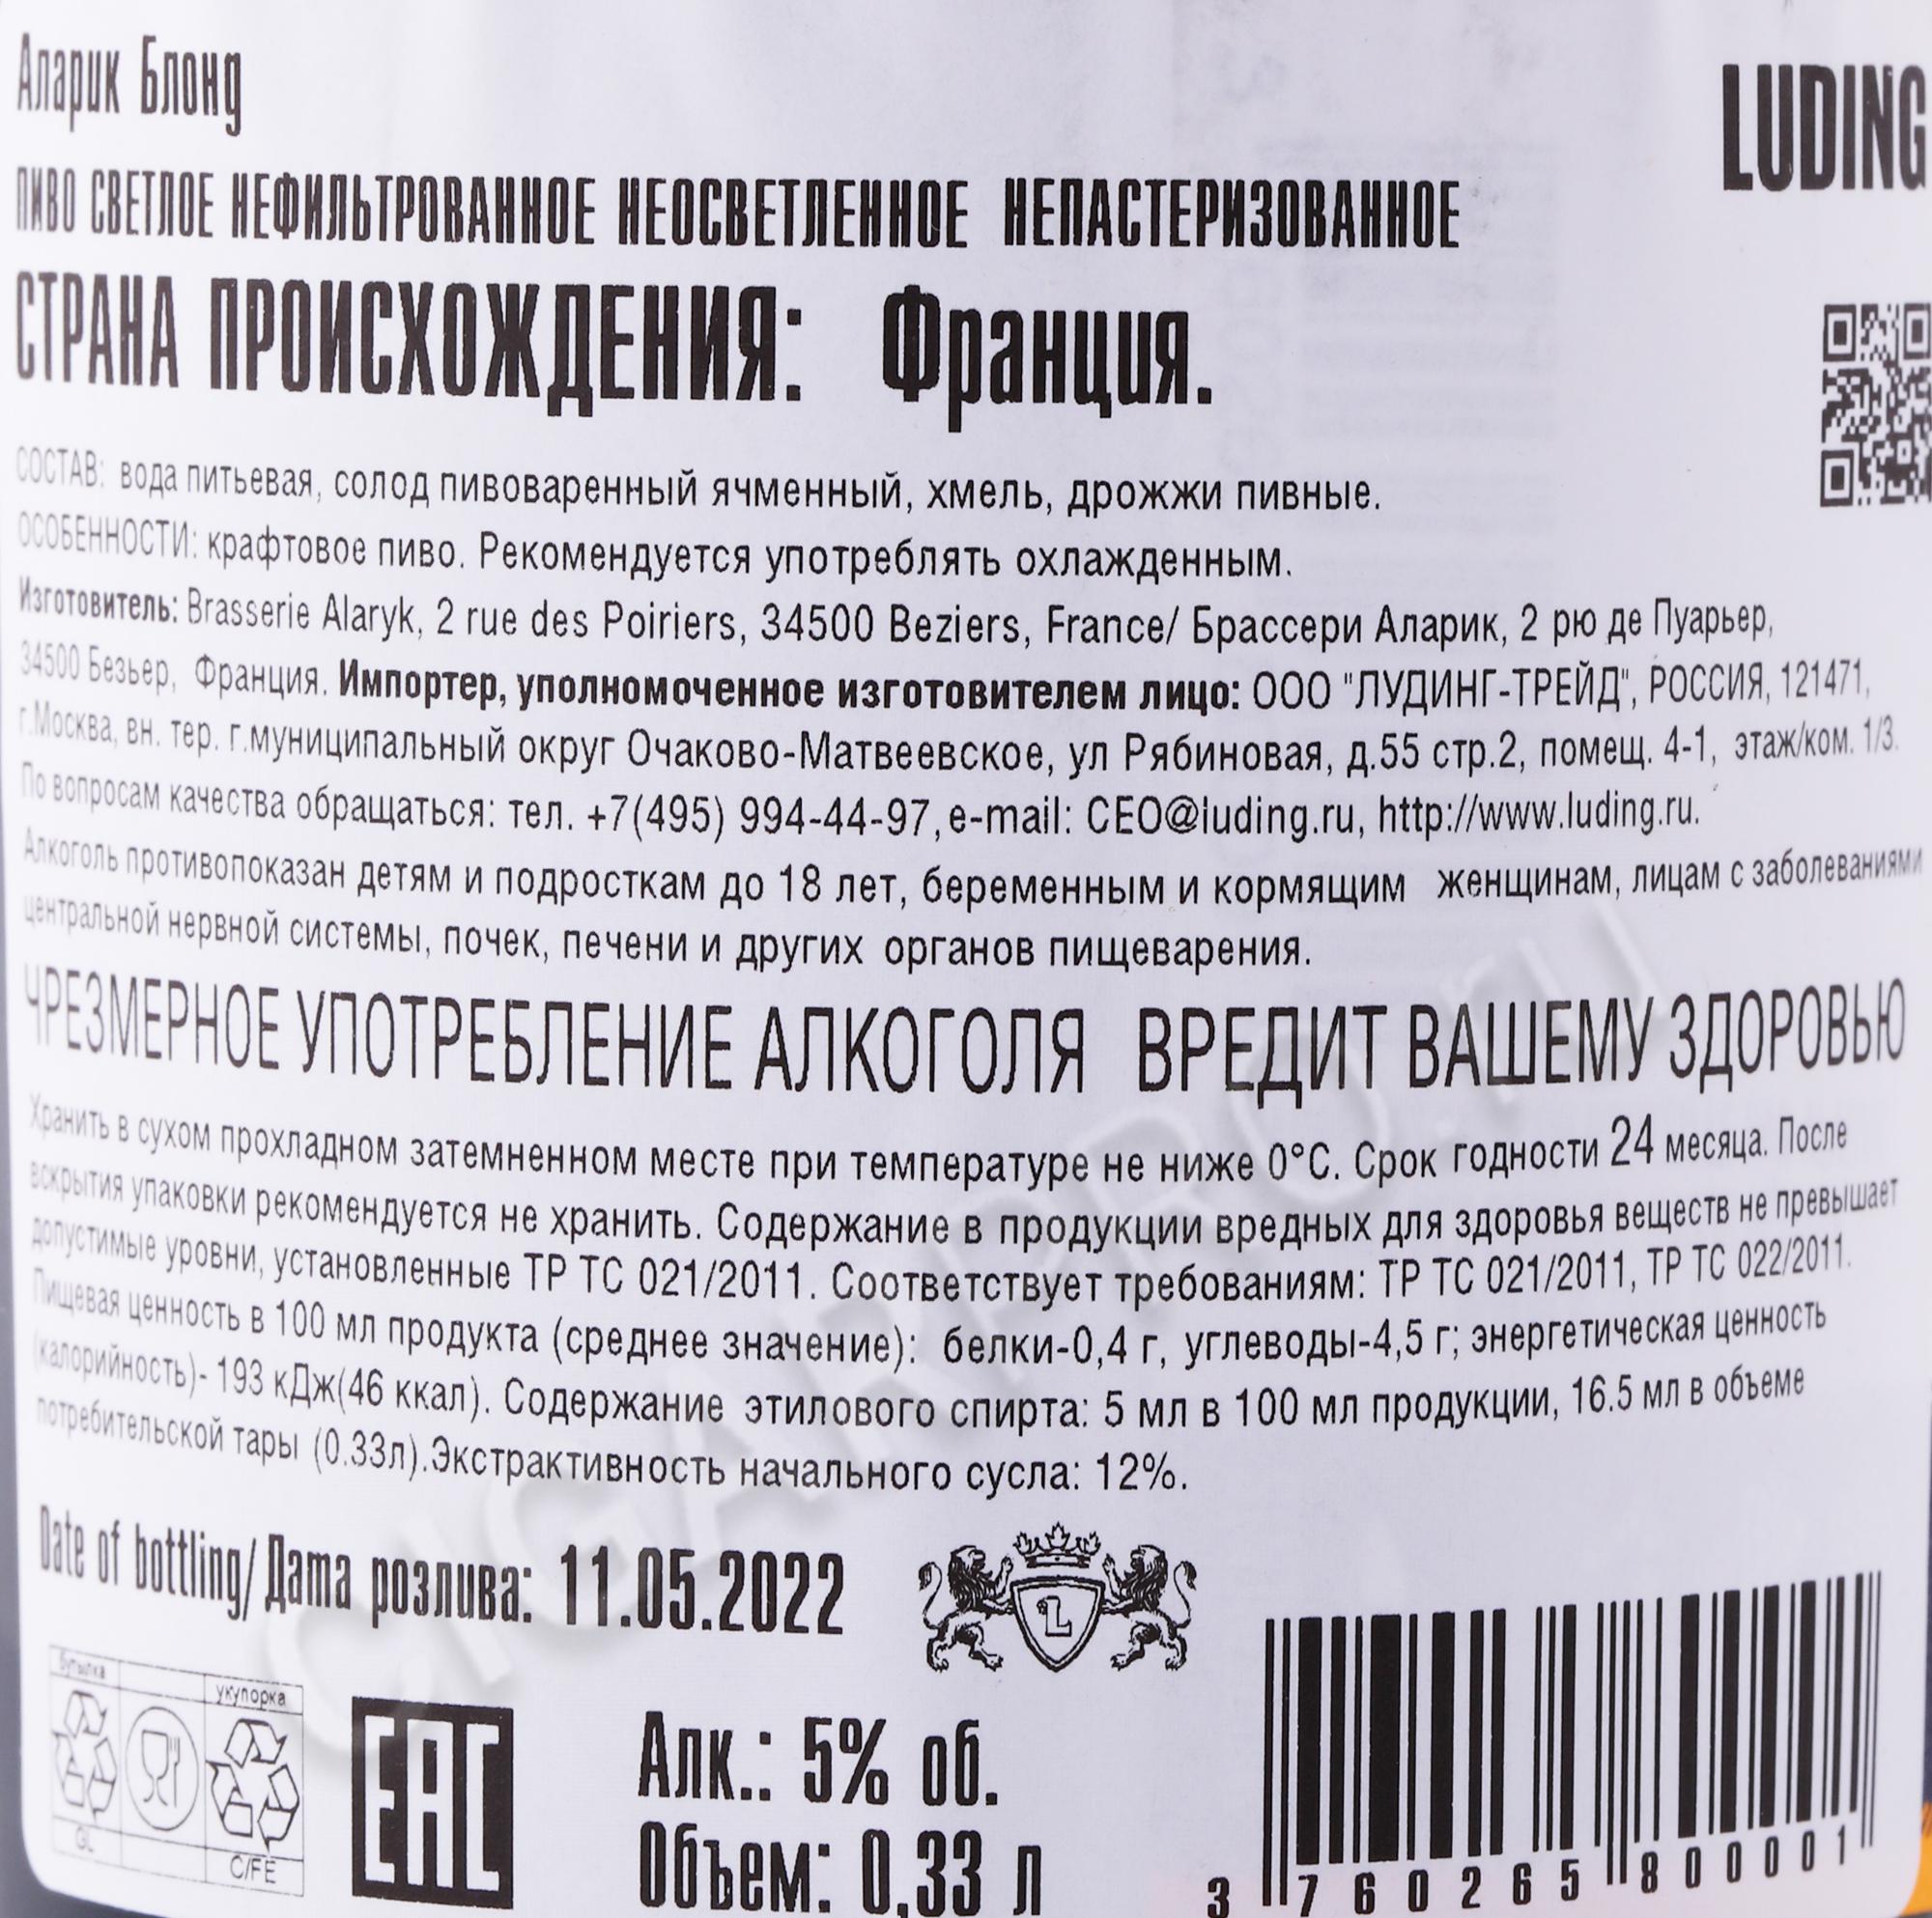 Аларик Блонд
LUDING
ПИВО СВЕТЛОЕ НЕФИЛЬТРОВАННОЕ НЕОСВЕТЛЕННОЕ НЕПАСТЕРИЗОВАННОЕ
СТРАНА ПРОИСХОЖДЕНИЯ: Франция.
СОСТАВ: вода питьевая, солод пивоваренный ячменный, хмель, дрожжи пивные.
ОСОБЕННОСТИ: крафтовое пиво. Рекомендуется употреблять охлажденным.
Изготовитель: Brasserie Alaryk, 2 rue des Poiriers, 34500 Beziers, France/ Брассери Аларик, 2 рю де Пуарьер,
34500 Безьер, Франция. Импортер, уполномоченное изготовителем лицо: ООО "ЛУДИНГ-ТРЕЙД", РОССИЯ, 121471,
г.Москва, вн. тер. г.муниципальный округ Очаково-Матвеевское, ул Рябиновая, д.55 стр.2, помещ. 4-1, этаж/ком. 1/3.
По вопросам качества обращаться: тел. +7(495) 994-44-97, e-mail: CEO@luding.ru, http://www.luding.ru.
Алкоголь противопоказан детям и подросткам до 18 лет, беременным и кормящим женщинам, лицам с заболеваниями
центральной нервной системы, почек, печени и других органов пищеварения.
ЧРЕЗМЕРНОЕ УПОТРЕБЛЕНИЕ АЛКОГОЛЯ ВРЕДИТ ВАШЕМУ ЗДОРОВЬЮ
Хранить в сухом прохладном затемненном месте при температуре не ниже 0°С. Срок годности 24 месяца. После
вскрытия упаковки рекомендуется не хранить. Содержание в продукции вредных для здоровья веществ не превышает
допустимые уровни, установленные ТР ТС 021/2011. Соответствует требованиям: ТР ТС 021/2011, ТР ТС 022/2011.
Пищевая ценность в 100 мл продукта (среднее значение): белки-0,4 г, углеводы-4,5 г; энергетическая ценность
(калорийность)- 193 кДж(46 ккал). Содержание этилового спирта: 5 мл в 100 мл продукции, 16.5 мл в объеме
потребительской тары (0.33л).Экстрактивность начального сусла: 12%.
Date of bottling/ Дата розлива: 11.05.2022
L
бутылка
укупорка
GL
C/FE
EAC
Алк.: 5% об.
Объем: 0,33 л
3 760265 800001
CIGARPRO.ru